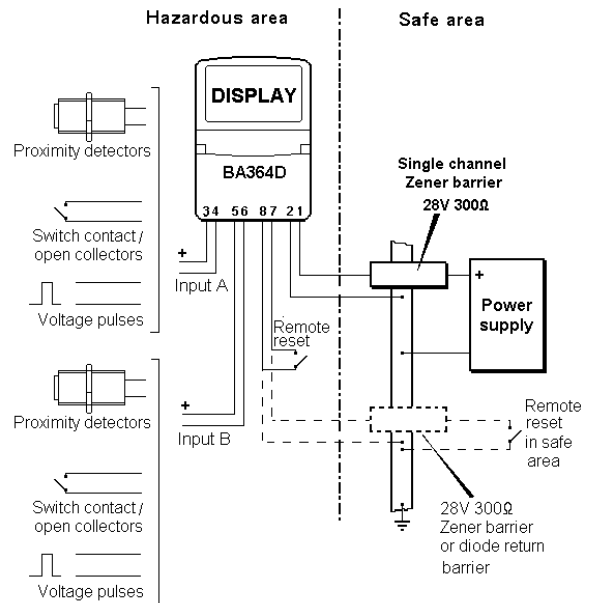 Hazardous area
Safe area
DISPLAY
BA364D
34 56 87 21
Proximity detectors
Switch contact /
open collectors
Voltage pulses
+
Input A
Remote
reset
Single channel
Zener barrier
28V 300Ω
+
Power
supply
Proximity detectors
Switch contact /
open collectors
Voltage pulses
+
Input B
Remote
reset
in safe
area
28V 300Ω
Zener barrier
or diode return
barrier